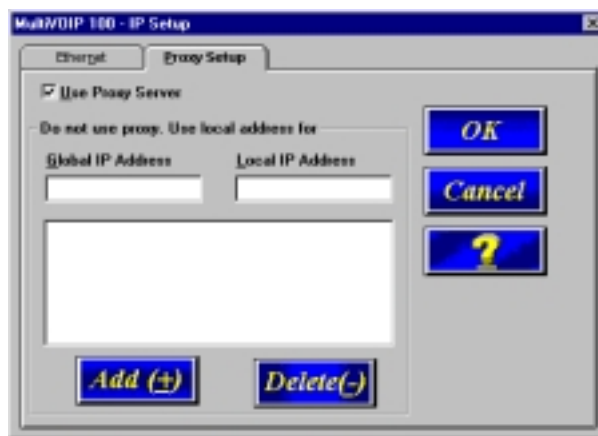 MultiVOIP 100 - IP Setup
Ethernet
Proxy Setup
Use Proxy Server
Do not use proxy. Use local address for
Global IP Address
Local IP Address
OK
Cancel
?
Add (+)
Delete(-)